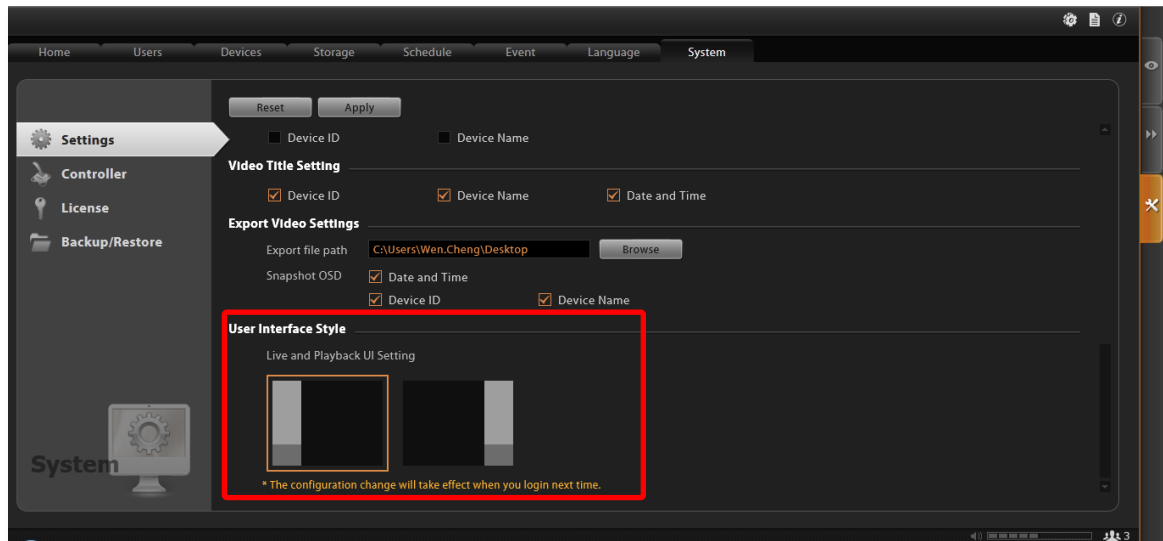 Home Users Devices Storage Schedule Event Language System
Reset Apply
Settings
Controller
License
Backup/Restore
System
Device ID Device Name
Video Title Setting
Device ID Device Name Date and Time
Export Video Settings
Export file path C:\Users\Wen.Cheng\Desktop Browse
Snapshot OSD Date and Time
Device ID Device Name
User Interface Style
Live and Playback UI Setting
* The configuration change will take effect when you login next time.
3